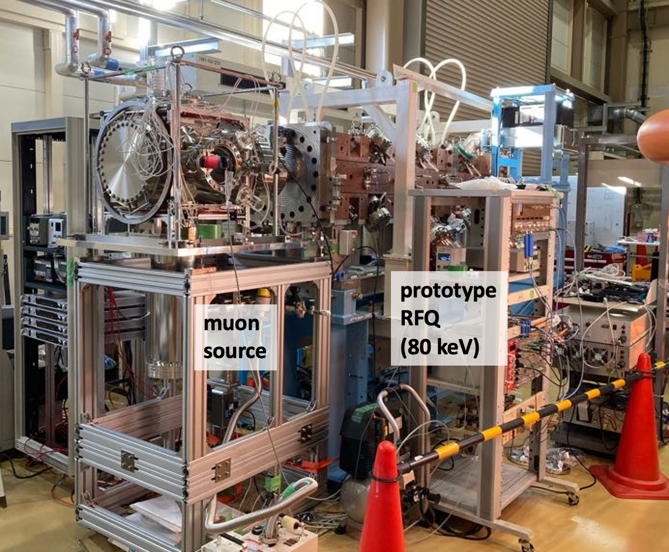 muon
source
prototype
RFQ
(80 keV)